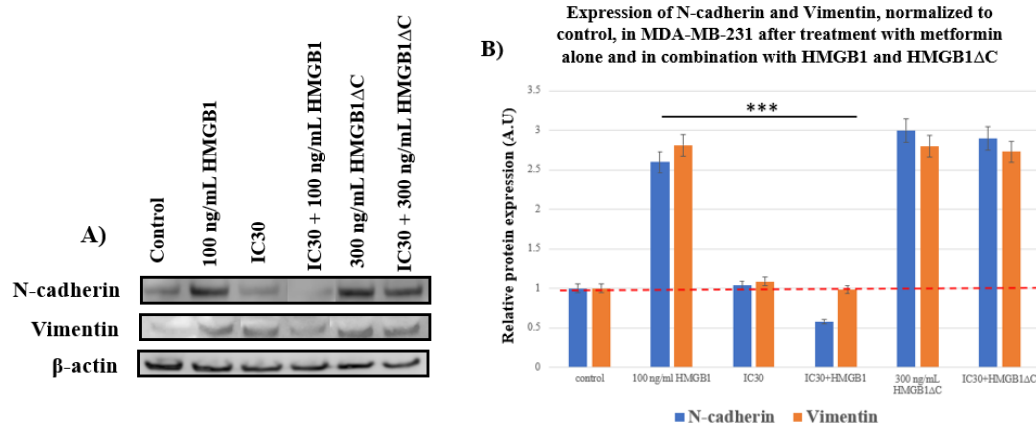 A)
Control
100 ng/mL HMGB1
IC30
IC30 + 100 ng/mL HMGB1
300 ng/mL HMGB1ΔC
IC30 + 300 ng/mL HMGB1ΔC
N-cadherin
Vimentin
β-actin
B)
Expression of N-cadherin and Vimentin, normalized to
control, in MDA-MB-231 after treatment with metformin
alone and in combination with HMGB1 and HMGB1ΔC
Relative protein expression (A.U)
3.5
3
2.5
2
1.5
1
0.5
0
***
control
100 ng/ml HMGB1
IC30
IC30+HMGB1
300 ng/mL
HMGB1ΔC
IC30+HMGB1ΔC
N-cadherin
Vimentin